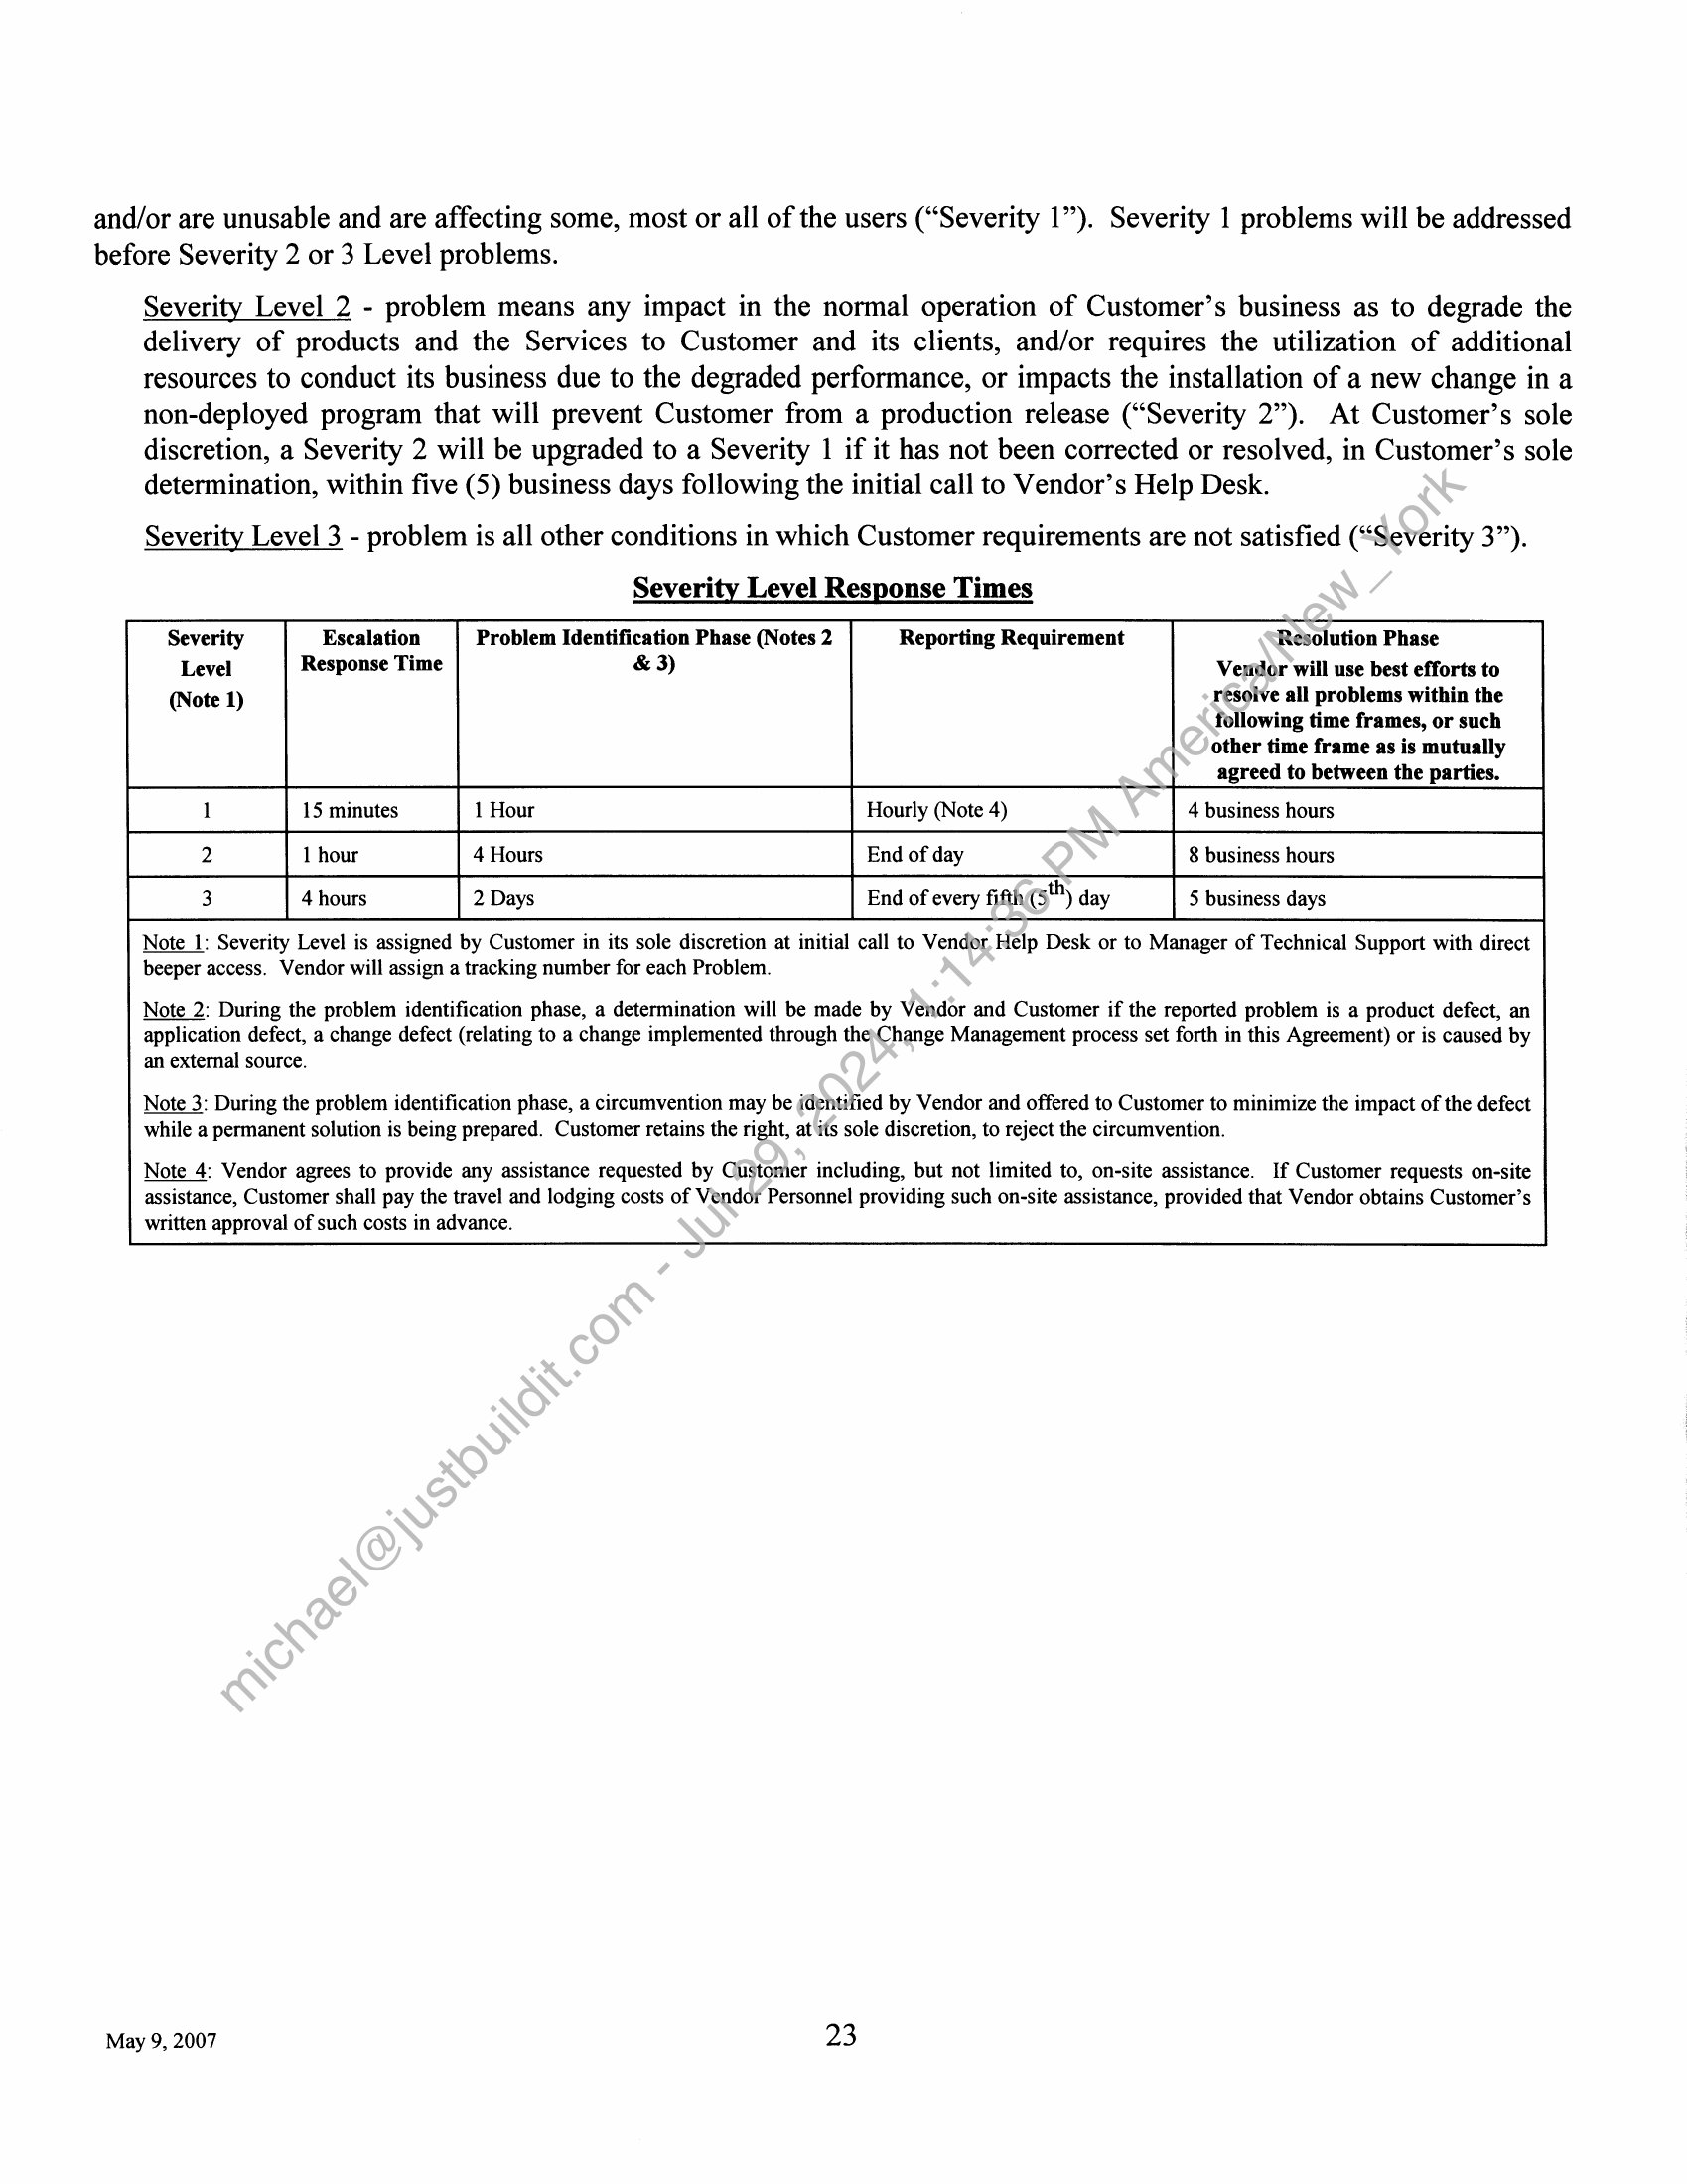 and/or are unusable and are affecting some, most or all of the users (“Severity 1”). Severity 1 problems will be addressed
before Severity 2 or 3 Level problems.
Severity Level 2 - problem means any impact in the normal operation of Customer’s business as to degrade the
delivery of products and the Services to Customer and its clients, and/or requires the utilization of additional
resources to conduct its business due to the degraded performance, or impacts the installation of a new change in a
non-deployed program that will prevent Customer from a production release (“Severity 2”). At Customer’s sole
discretion, a Severity 2 will be upgraded to a Severity 1 if it has not been corrected or resolved, in Customer’s sole
determination, within five (5) business days following the initial call to Vendor’s Help Desk.
Severity Level 3 - problem is all other conditions in which Customer requirements are not satisfied (“Severity 3”).
Severity Level Response Times
Severity
Level
(Note 1)
Escalation
Response Time
Problem Identification Phase (Notes 2
& 3)
Reporting Requirement
Resolution Phase
Vendor will use best efforts to
resolve all problems within the
following time frames, or such
other time frame as is mutually
agreed to between the parties.
1 15 minutes 1 Hour Hourly (Note 4) 4 business hours
2 1 hour 4 Hours End of day 8 business hours
3 4 hours 2 Days End of every fifth (5th) day 5 business days
Note 1: Severity Level is assigned by Customer in its sole discretion at initial call to Vendor Help Desk or to Manager of Technical Support with direct
beeper access. Vendor will assign a tracking number for each Problem.
Note 2: During the problem identification phase, a determination will be made by Vendor and Customer if the reported problem is a product defect, an
application defect, a change defect (relating to a change implemented through the Change Management process set forth in this Agreement) or is caused by
an external source.
Note 3: During the problem identification phase, a circumvention may be identified by Vendor and offered to Customer to minimize the impact of the defect
while a permanent solution is being prepared. Customer retains the right, at its sole discretion, to reject the circumvention.
Note 4: Vendor agrees to provide any assistance requested by Customer including, but not limited to, on-site assistance. If Customer requests on-site
assistance, Customer shall pay the travel and lodging costs of Vendor Personnel providing such on-site assistance, provided that Vendor obtains Customer’s
written approval of such costs in advance.
michael@justbuildit.com - Jul 29, 2024, 1:14:36 PM America/New_York
May 9, 2007
23